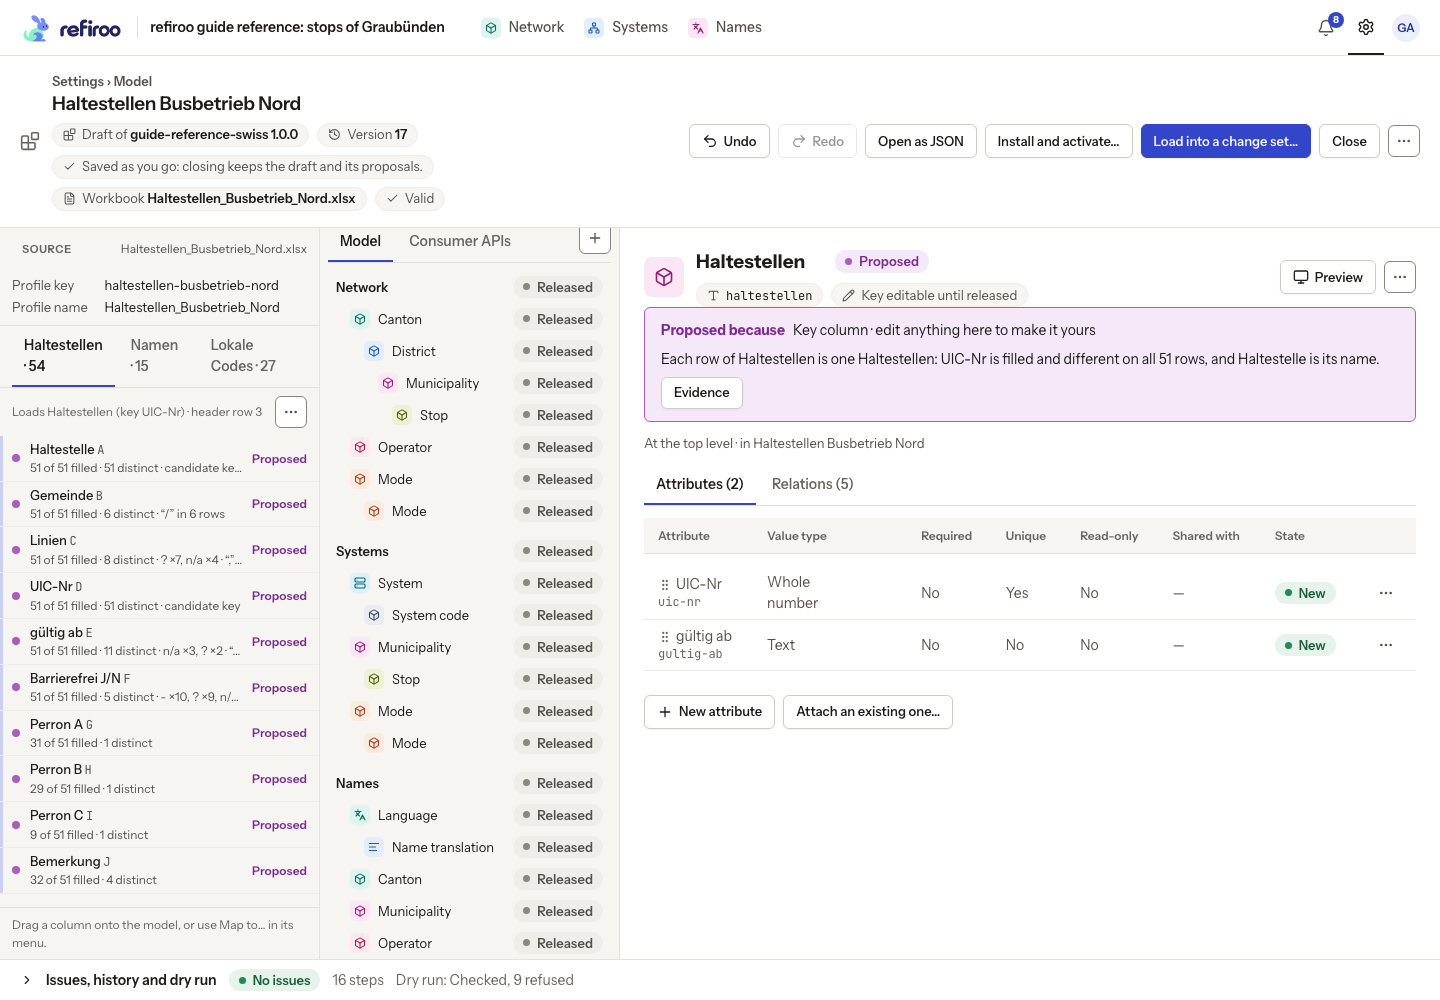 refiroo
refiroo guide reference: stops of Graubünden
Network
Systems
Names
8
GA
Settings › Model
Haltestellen Busbetrieb Nord
Draft of guide-reference-swiss 1.0.0
Version 17
Saved as you go: closing keeps the draft and its proposals.
Workbook Haltestellen_Busbetrieb_Nord.xlsx
Valid
Undo
Redo
Open as JSON
Install and activate…
Load into a change set…
Close
SOURCE
Haltestellen_Busbetrieb_Nord.xlsx
Profile key haltestellen-busbetrieb-nord
Profile name Haltestellen_Busbetrieb_Nord
Haltestellen · 54
Namen · 15
Lokale Codes · 27
Loads Haltestellen (key UIC-Nr) · header row 3
Haltestelle A
51 of 51 filled · 51 distinct · candidate ke…
Proposed
Gemeinde B
51 of 51 filled · 6 distinct · “/” in 6 rows
Proposed
Linien C
51 of 51 filled · 8 distinct · ? ×7, n/a ×4 · “,”…
Proposed
UIC-Nr D
51 of 51 filled · 51 distinct · candidate key
Proposed
gültig ab E
51 of 51 filled · 11 distinct · n/a ×3, ? ×2 · “…
Proposed
Barrierefrei J/N F
51 of 51 filled · 5 distinct · - ×10, ? ×9, n/…
Proposed
Perron A G
31 of 51 filled · 1 distinct
Proposed
Perron B H
29 of 51 filled · 1 distinct
Proposed
Perron C I
9 of 51 filled · 1 distinct
Proposed
Bemerkung J
32 of 51 filled · 4 distinct
Proposed
Drag a column onto the model, or use Map to… in its
menu.
Model
Consumer APIs
Network Released
Canton Released
District Released
Municipality Released
Stop Released
Operator Released
Mode Released
Mode Released
Systems Released
System Released
System code Released
Municipality Released
Stop Released
Mode Released
Mode Released
Names Released
Language Released
Name translation Released
Canton Released
Municipality Released
Operator Released
Haltestellen
Proposed
haltestellen
Key editable until released
Preview
Proposed because Key column · edit anything here to make it yours
Each row of Haltestellen is one Haltestellen: UIC-Nr is filled and different on all 51 rows, and Haltestelle is its name.
Evidence
At the top level · in Haltestellen Busbetrieb Nord
Attributes (2)
Relations (5)
Attribute Value type Required Unique Read-only Shared with State
UIC-Nr
uic-nr
Whole number
No Yes No — New
gültig ab
gultig-ab
Text
No No No — New
New attribute
Attach an existing one…
Issues, history and dry run
No issues
16 steps
Dry run: Checked, 9 refused